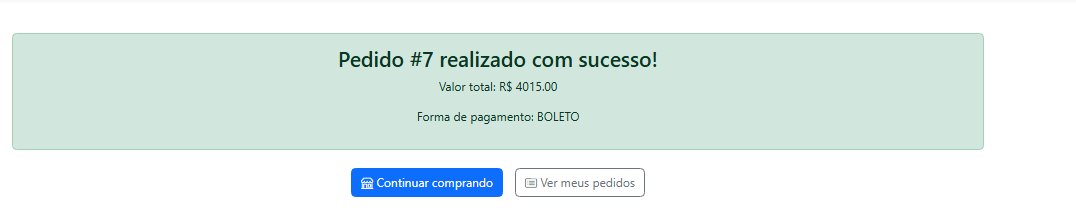 Pedido #7 realizado com sucesso!
Valor total: R$ 4015.00
Forma de pagamento: BOLETO
Continuar comprando
Ver meus pedidos